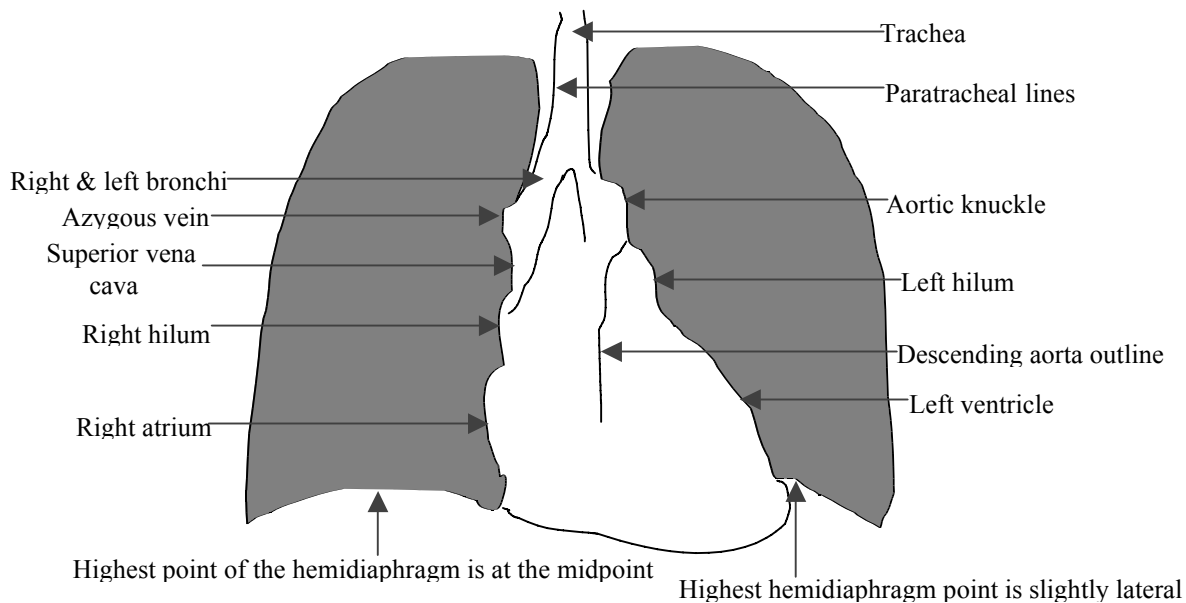 Trachea
Paratracheal lines
Right & left bronchi
Azygous vein
Aortic knuckle
Superior vena
cava
Left hilum
Right hilum
Descending aorta outline
Left ventricle
Right atrium
Highest point of the hemidiaphragm is at the midpoint
Highest hemidiaphragm point is slightly lateral